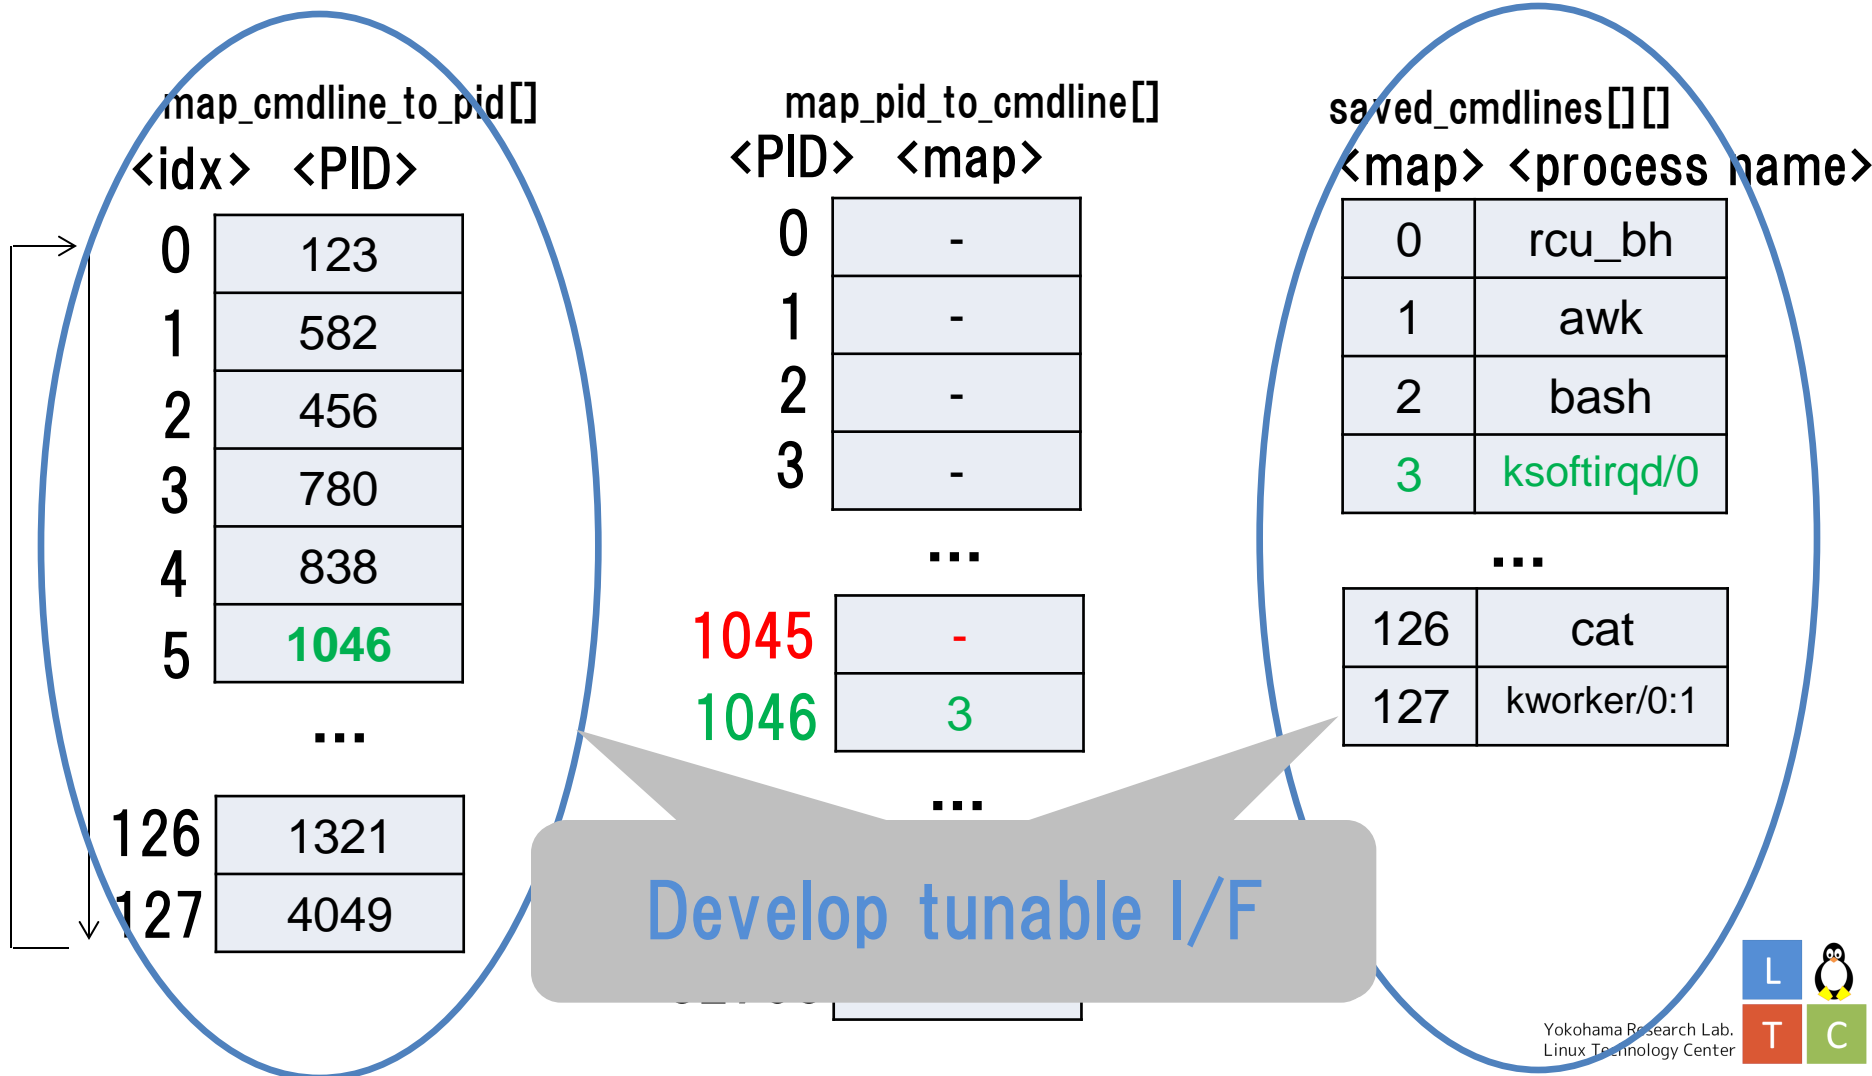 map_cmdline_to_pid[]
<idx> <PID>
0 123
1 582
2 456
3 780
4 838
5 1046
...
126 1321
127 4049
map_pid_to_cmdline[]
<PID> <map>
0 -
1 -
2 -
3 -
...
1045 -
1046 3
...
saved_cmdlines[][]
<map> <process name>
0 rcu_bh
1 awk
2 bash
3 ksoftirqd/0
...
126 cat
127 kworker/0:1
Develop tunable I/F
Yokohama Research Lab.
Linux Technology Center
L
T C